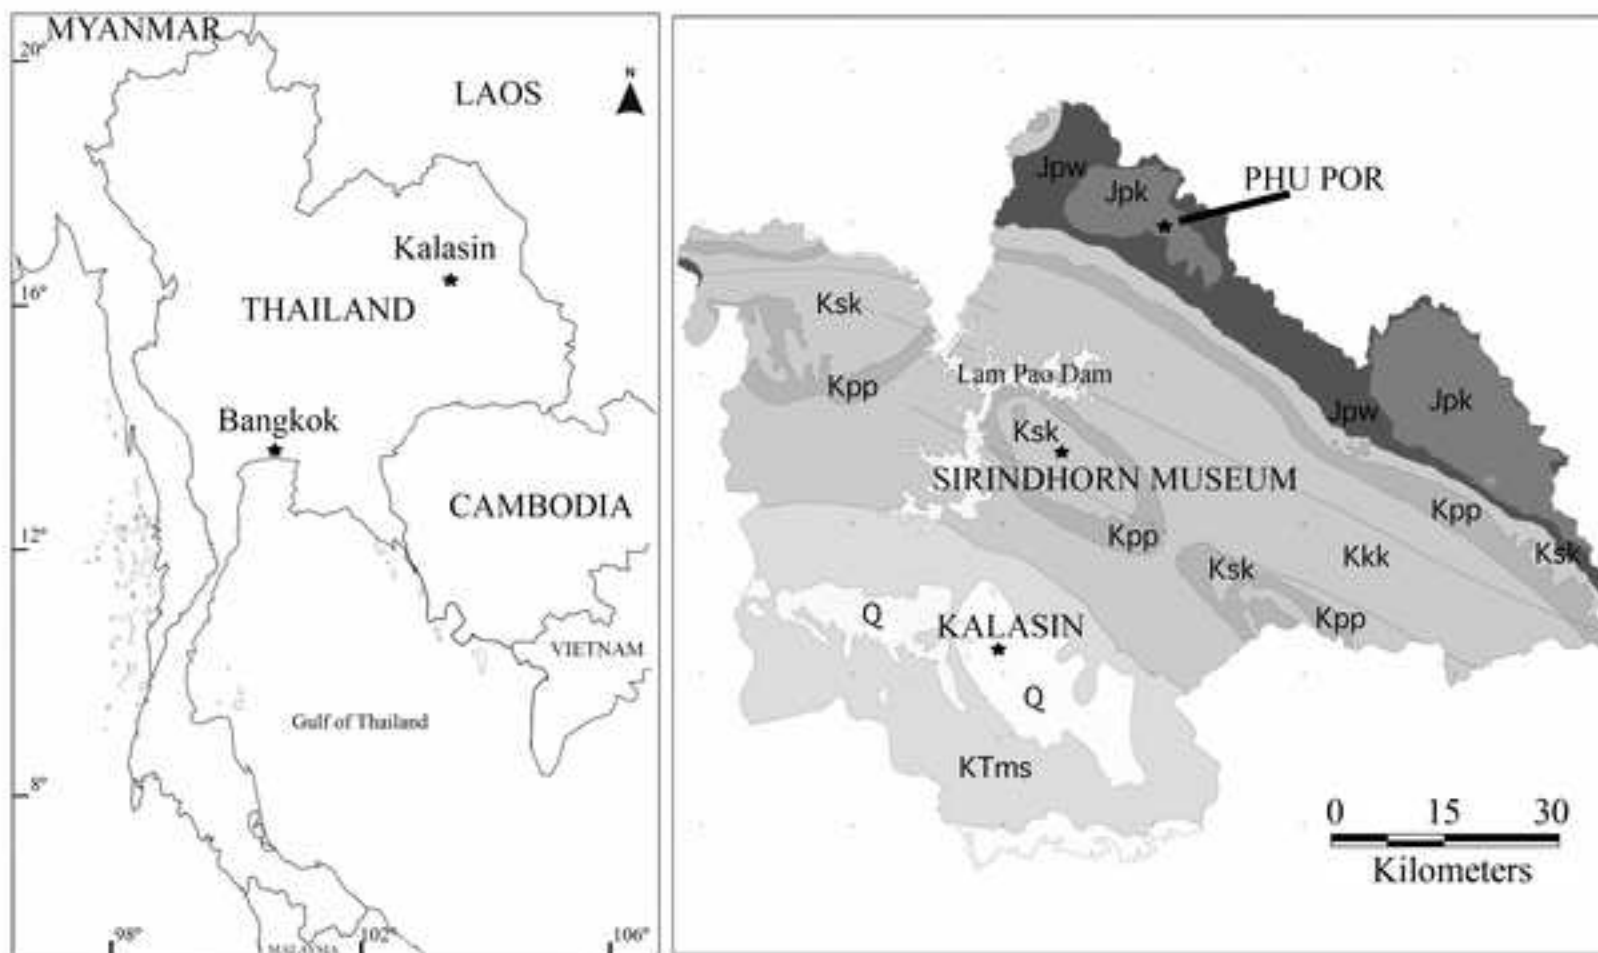 MYANMAR
20°
N
LAOS
Kalasin
16°
THAILAND
Bangkok
CAMBODIA
12°
VIETNAM
Gulf of Thailand
8°
98°
MALAYSIA
102°
106°
Jpw
Jpk
PHU POR
Ksk
Kpp
Lam Pao Dam
Jpw
Jpk
Ksk
SIRINDHORN MUSEUM
Kpp
Kpp
Ksk
Kkk
Ksk
Q
KALASIN
Kpp
Q
KTms
0 15 30
Kilometers